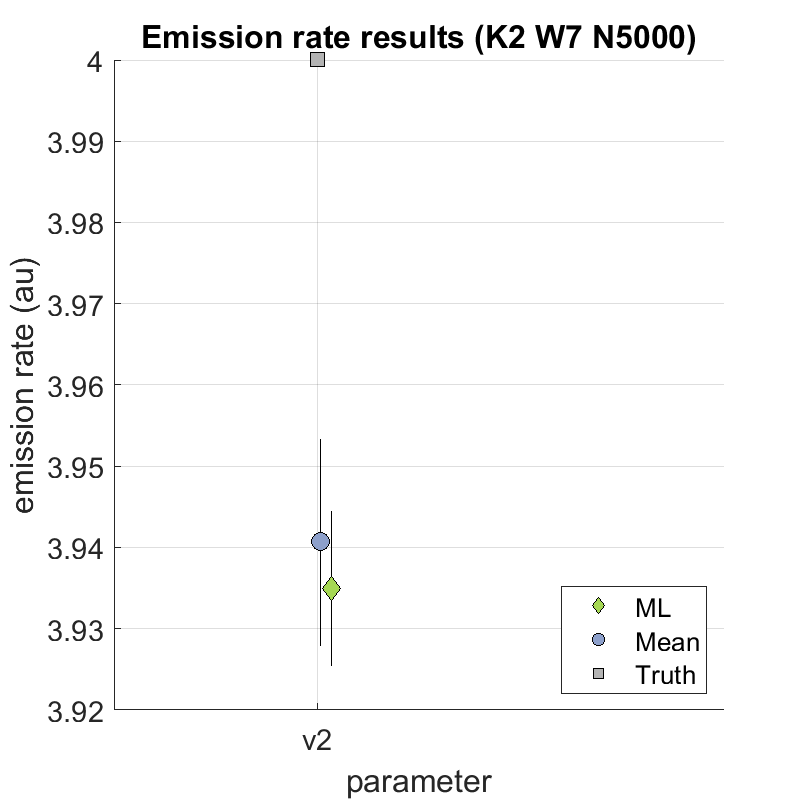 Emission rate results (K2 W7 N5000)
4
3.99
3.98
3.97
3.96
3.95
3.94
3.93
3.92
emission rate (au)
ML
Mean
Truth
v2
parameter